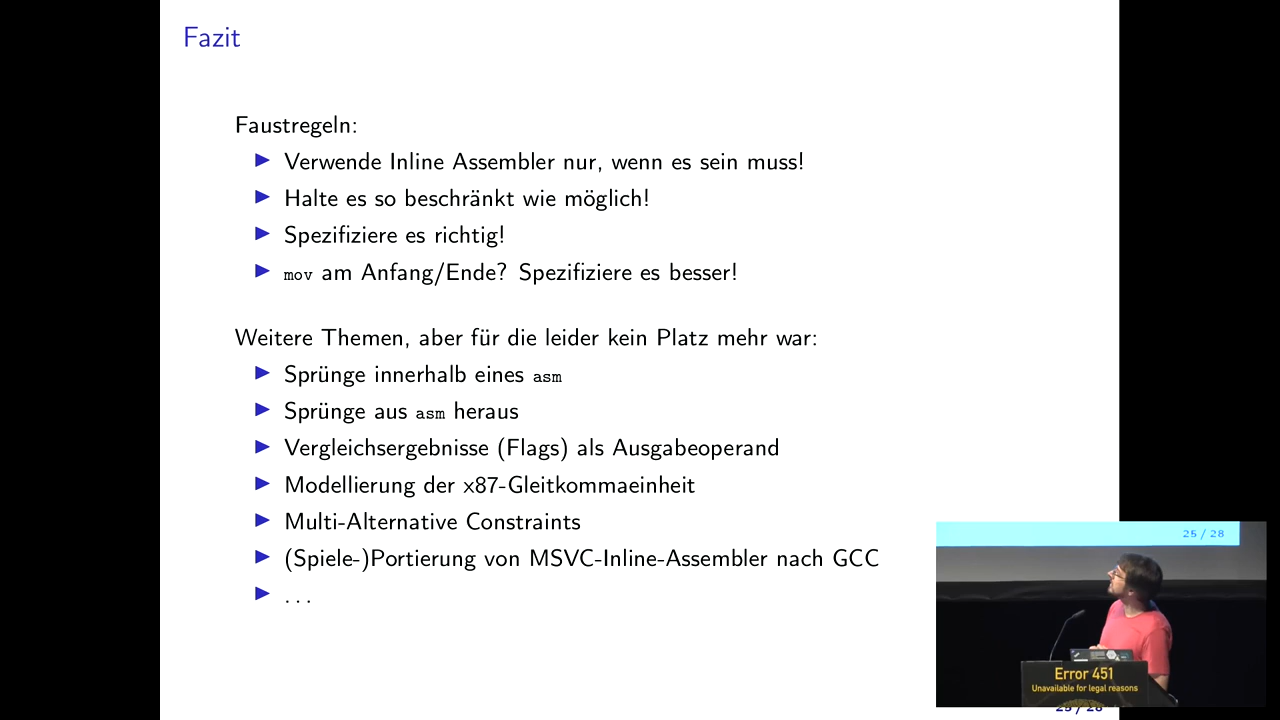 Fazit
Faustregeln:
▶ Verwende Inline Assembler nur, wenn es sein muss!
▶ Halte es so beschränkt wie möglich!
▶ Spezifiziere es richtig!
▶ mov am Anfang/Ende? Spezifiziere es besser!
Weitere Themen, aber für die leider kein Platz mehr war:
▶ Sprünge innerhalb eines asm
▶ Sprünge aus asm heraus
▶ Vergleichsergebnisse (Flags) als Ausgabeoperand
▶ Modellierung der x87-Gleitkommaeinheit
▶ Multi-Alternative Constraints
▶ (Spiele-)Portierung von MSVC-Inline-Assembler nach GCC
▶ ...
25 / 28
Error 451
Unavailable for legal reasons
25 / 28